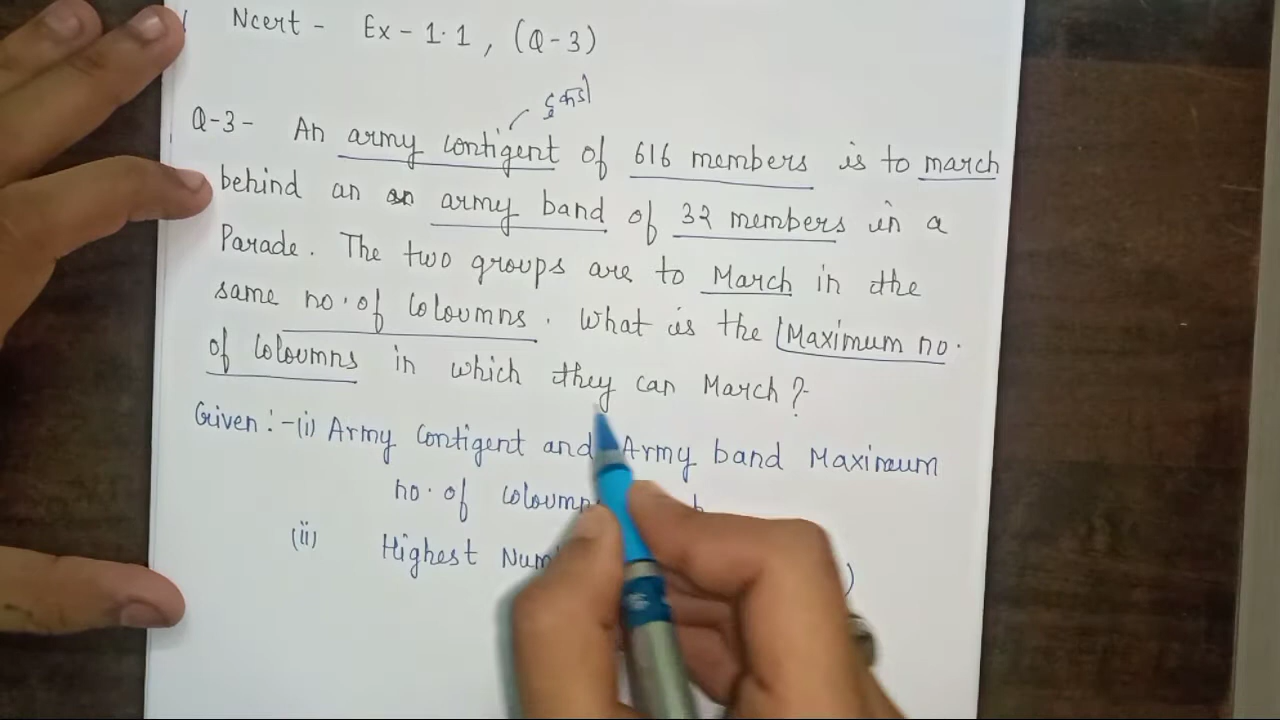 Ncert - Ex - 1.1, (Q-3)
टुकड़ी
Q-3- An army contigent of 616 members is to march
behind an army band of 32 members in a
Parade. The two groups are to March in the
same no. of coloumns. What is the Maximum no.
of coloumns in which they can March?
Given:-(i) Army Contigent and Army band Maximum
no. of
(ii) Highest